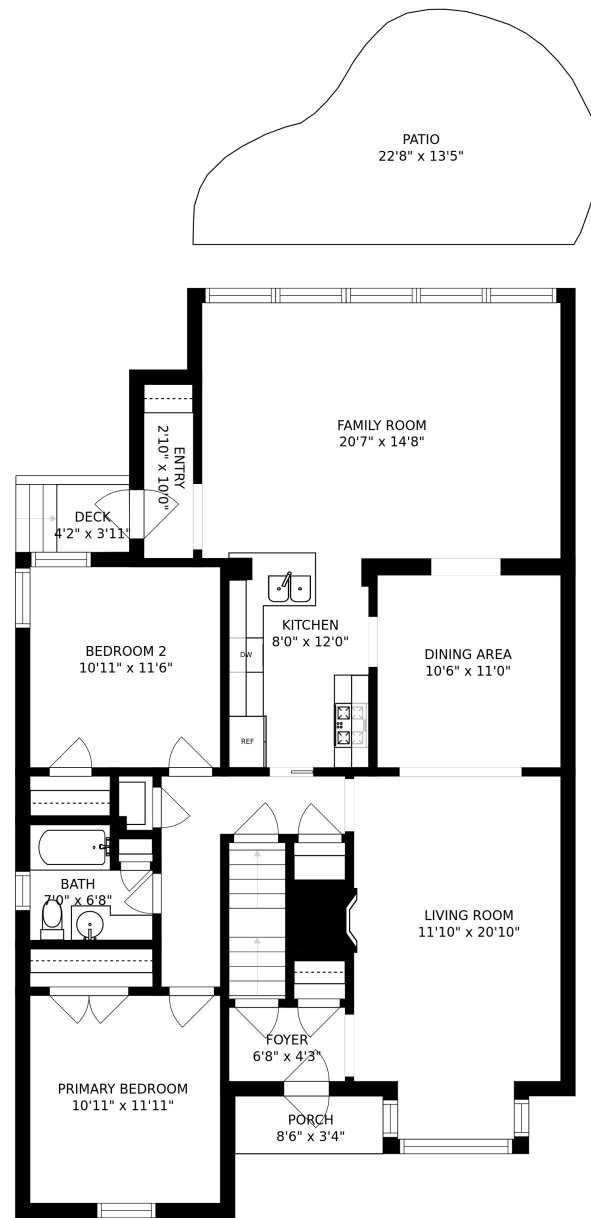 PATIO
22'8" x 13'5"
FAMILY ROOM
20'7" x 14'8"
ENTRY
2'10" x 10'0"
DECK
4'2" x 3'11"
KITCHEN
8'0" x 12'0"
BEDROOM 2
10'11" x 11'6"
DINING AREA
10'6" x 11'0"
DW
REF
BATH
7'0" x 6'8"
LIVING ROOM
11'10" x 20'10"
FOYER
6'8" x 4'3"
PRIMARY BEDROOM
10'11" x 11'11"
PORCH
8'6" x 3'4"